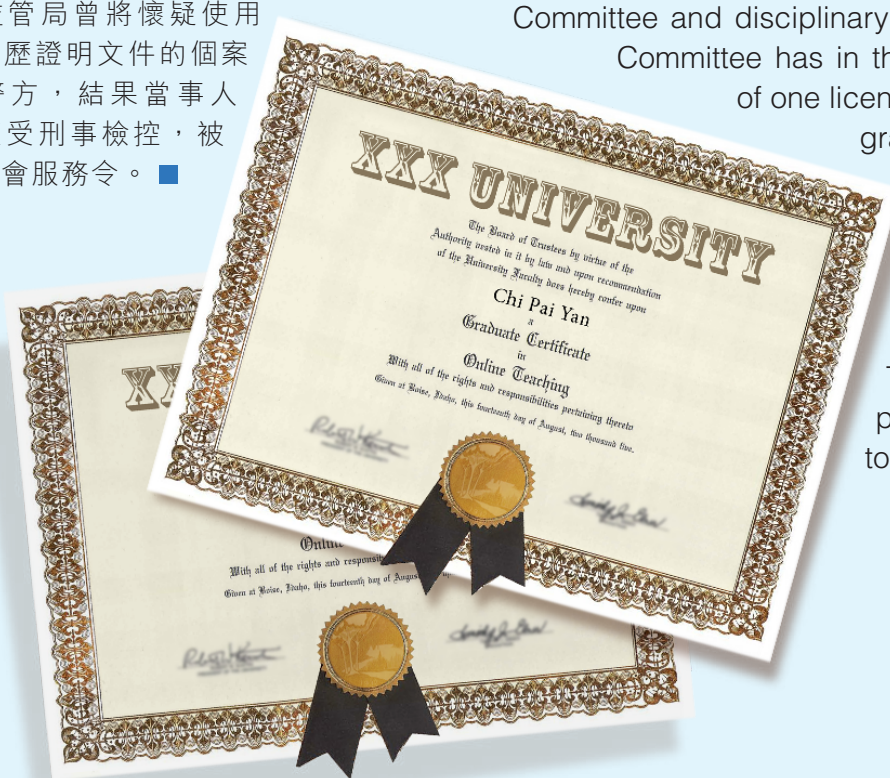 管局曾將懷疑使用
歷證明文件的個案
方，結果當事人
受刑事檢控，被
會服務令。
Committee and disciplinary
Committee has in th
of one licen
gra
T
p
to
XXX UNIVERSITY
The Board of Trustees by virtue of the
Authority vested in it by law and upon recommendation
of the University Faculty does hereby confer upon
Chi Pai Yan
a
Graduate Certificate
in
Online Teaching
With all of the rights and responsibilities pertaining thereto
Given at Boise, Idaho, this fourteenth day of August, two thousand five.
XX
Online
With all of the rights and responsi
Given at Boise, Idaho, this fourteenth day of Augus